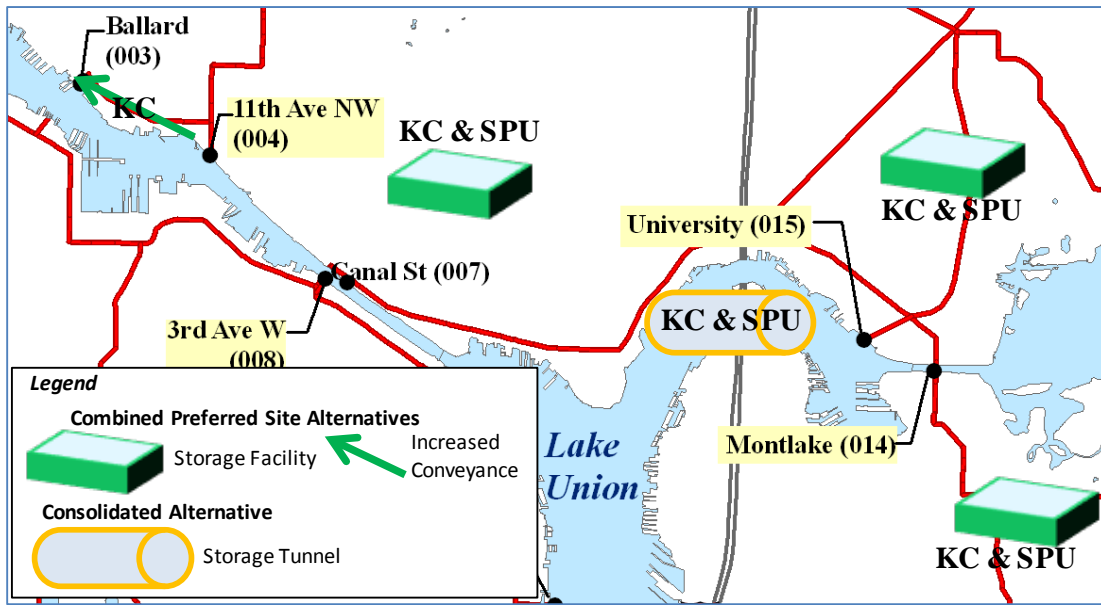 Ballard
(003)
KC
11th Ave NW
(004)
KC & SPU
KC & SPU
University (015)
Canal St (007)
KC & SPU
3rd Ave W
(008)
Montlake (014)
Lake
Union
KC & SPU
Legend
Combined Preferred Site Alternatives
Storage Facility
Increased
Conveyance
Consolidated Alternative
Storage Tunnel